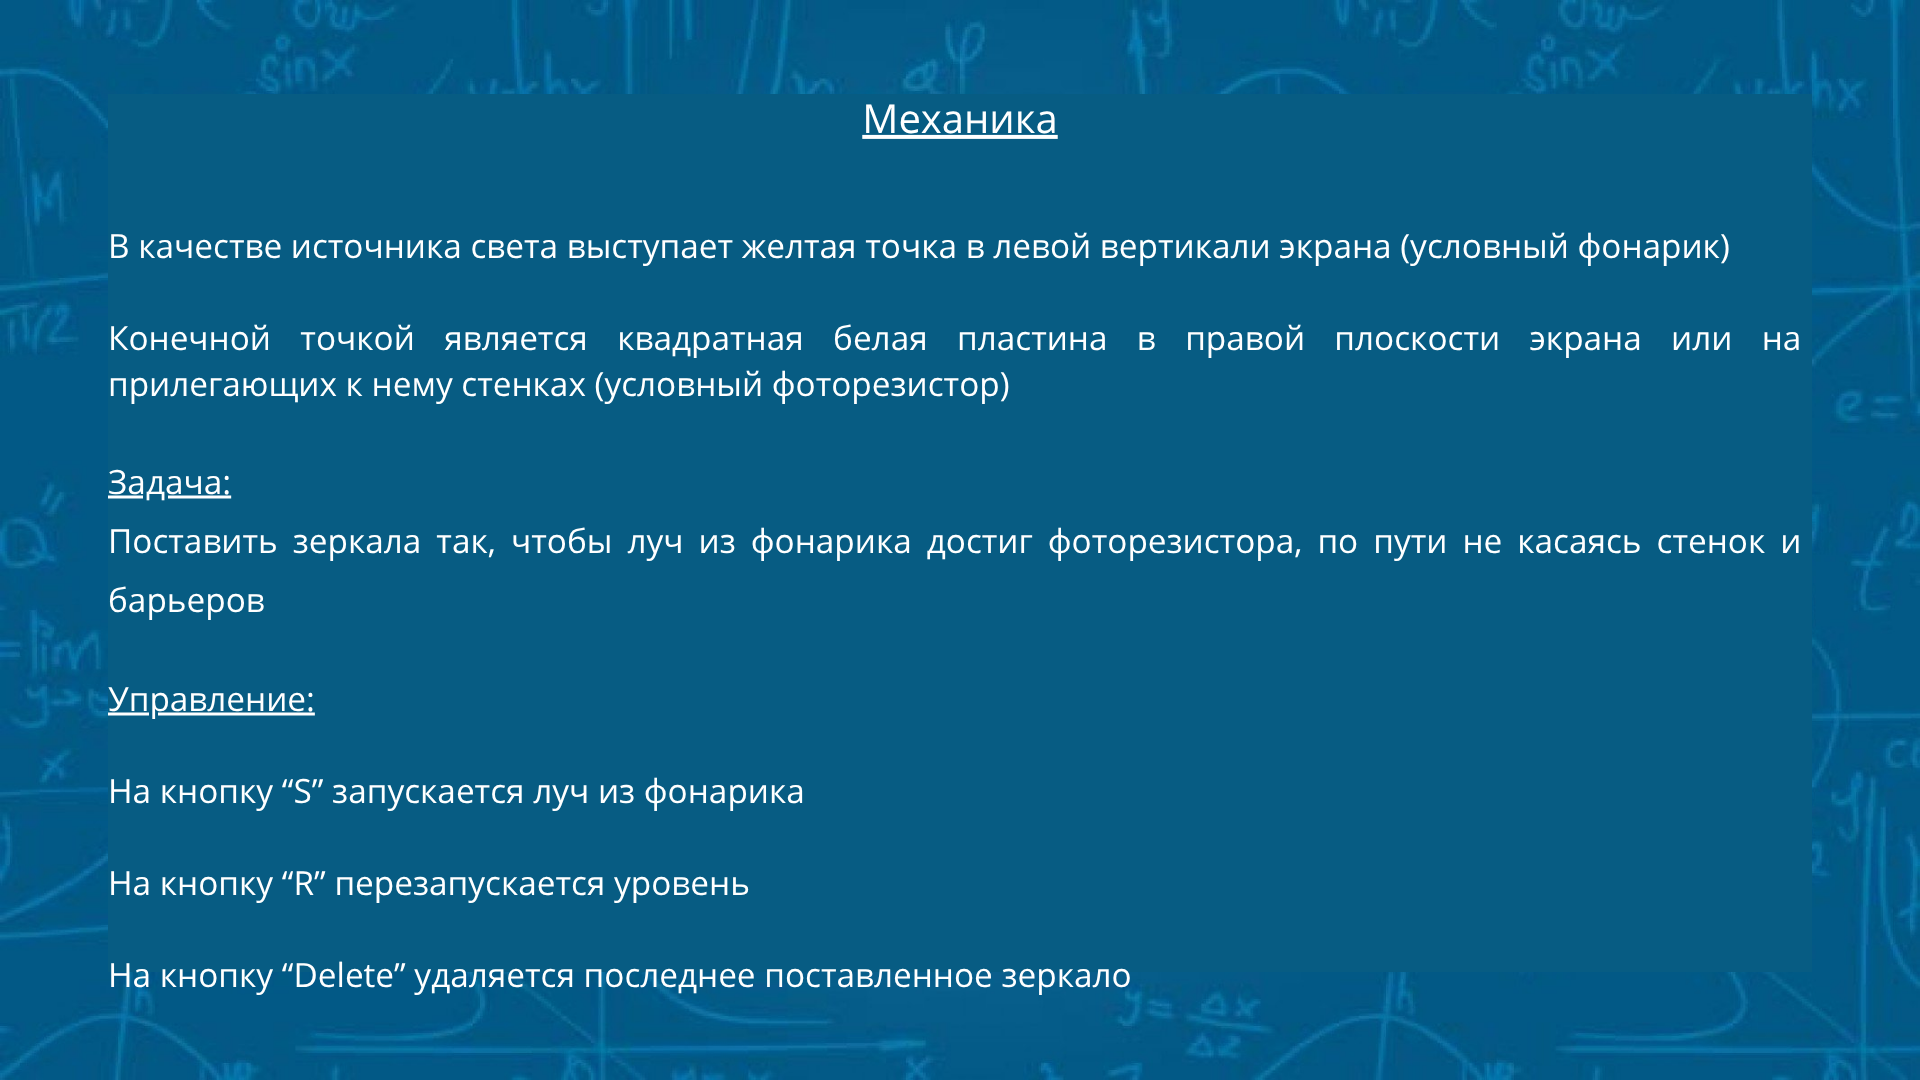 Механика
В качестве источника света выступает желтая точка в левой вертикали экрана (условный фонарик)
Конечной точкой является квадратная белая пластина в правой плоскости экрана или на
прилегающих к нему стенках (условный фоторезистор)
Задача:
Поставить зеркала так, чтобы луч из фонарика достиг фоторезистора, по пути не касаясь стенок и
барьеров
Управление:
На кнопку “S” запускается луч из фонарика
На кнопку “R” перезапускается уровень
На кнопку “Delete” удаляется последнее поставленное зеркало